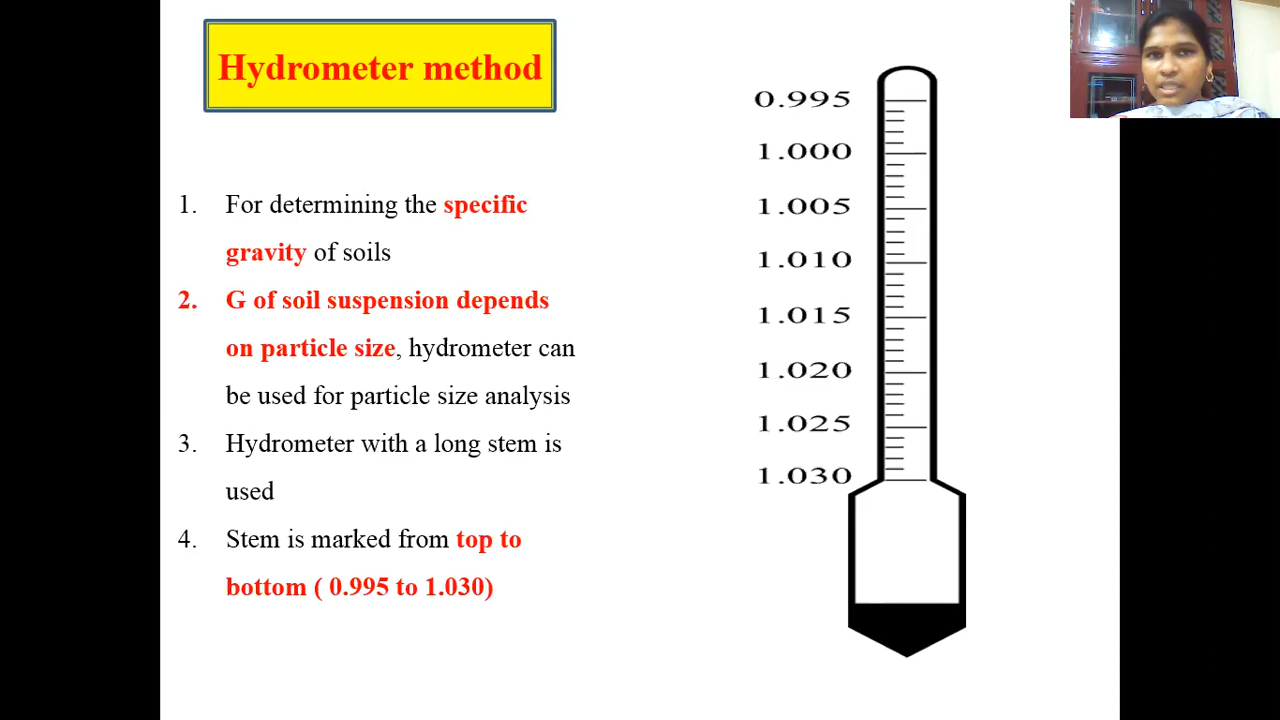 Hydrometer method
1. For determining the specific
gravity of soils
2. G of soil suspension depends
on particle size, hydrometer can
be used for particle size analysis
3. Hydrometer with a long stem is
used
4. Stem is marked from top to
bottom ( 0.995 to 1.030)
0.995
1.000
1.005
1.010
1.015
1.020
1.025
1.030